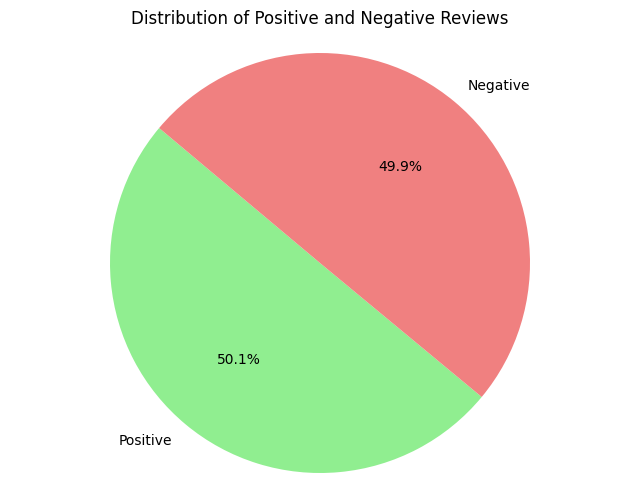 Distribution of Positive and Negative Reviews
Negative
49.9%
50.1%
Positive